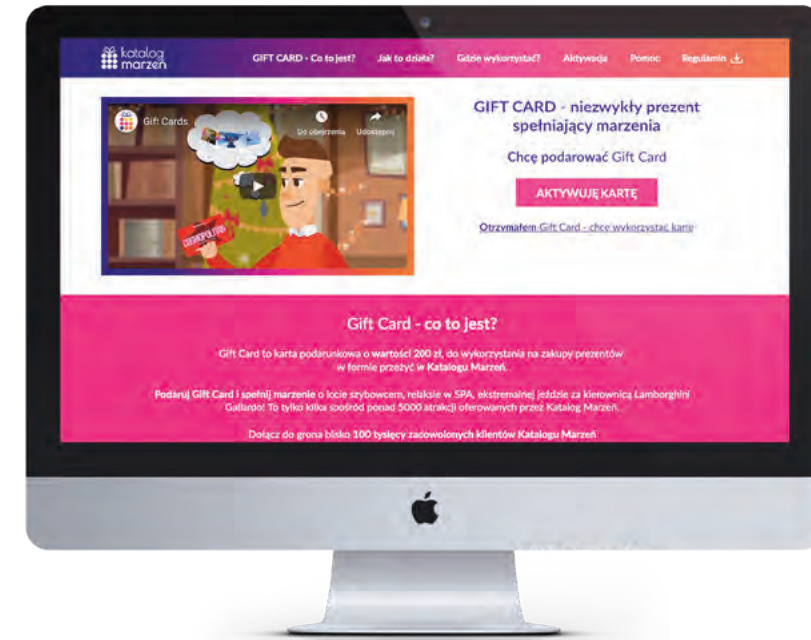 katalog
marzeń
GIFT CARD - Co to jest? Jak to działa? Gdzie wykorzystać? Aktywacja Pomoc Regulamin
Gift Cards
Do obejrzenia Udostępnij
COSMOPOLITAN
GIFT CARD - niezwykły prezent
spełniający marzenia
Chcę podarować Gift Card
AKTYWUJĘ KARTĘ
Otrzymałem Gift Card - chcę wykorzystać kartę
Gift Card - co to jest?
Gift Card to karta podarunkowa o wartości 200 zł, do wykorzystania na zakupy prezentów
w formie przeżyć w Katalogu Marzeń.
Podaruj Gift Card i spełnij marzenie o locie szybowcem, relaksie w SPA, ekstremalnej jeździe za kierownicą Lamborghini
Gallardo! To tylko kilka spośród ponad 5000 atrakcji oferowanych przez Katalog Marzeń.
Dołącz do grona blisko 100 tysięcy zadowolonych klientów Katalogu Marzeń